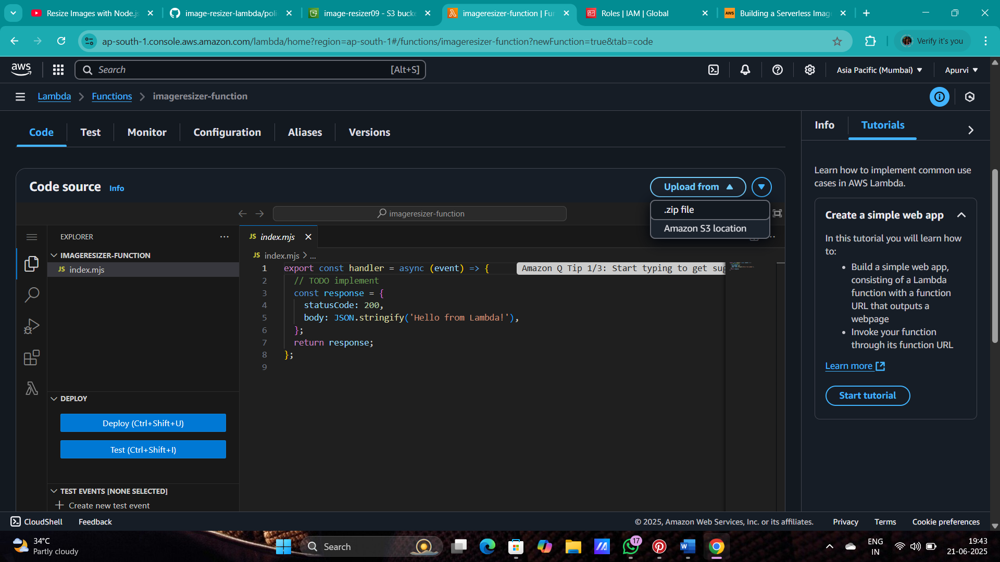 Resize Images with Node.js
image-resizer-lambda/poli
image-resizer09 - S3 bucke
imageresizer-function | Fun
Roles | IAM | Global
Building a Serverless Imag
ap-south-1.console.aws.amazon.com/lambda/home?region=ap-south-1#/functions/imageresizer-function?newFunction=true&tab=code
Verify it's you
aws
Search
[Alt+S]
Asia Pacific (Mumbai)
Apurvi
Lambda
Functions
imageresizer-function
Code
Test
Monitor
Configuration
Aliases
Versions
Info
Tutorials
Code source
Info
Upload from
.zip file
Amazon S3 location
imageresizer-function
EXPLORER
IMAGERESIZER-FUNCTION
JS index.mjs
JS index.mjs
JS index.mjs > ...
1 export const handler = async (event) => {
Amazon Q Tip 1/3: Start typing to get sug
2 // TODO implement
3 const response = {
4 statusCode: 200,
5 body: JSON.stringify('Hello from Lambda!'),
6 };
7 return response;
8 };
9
DEPLOY
Deploy (Ctrl+Shift+U)
Test (Ctrl+Shift+I)
TEST EVENTS [NONE SELECTED]
Create new test event
Learn how to implement common use
cases in AWS Lambda.
Create a simple web app
In this tutorial you will learn how
to:
• Build a simple web app,
consisting of a Lambda
function with a function
URL that outputs a
webpage
• Invoke your function
through its function URL
Learn more
Start tutorial
CloudShell
Feedback
© 2025, Amazon Web Services, Inc. or its affiliates.
Privacy
Terms
Cookie preferences
34°C
Partly cloudy
Search
17
ENG
IN
19:43
21-06-2025